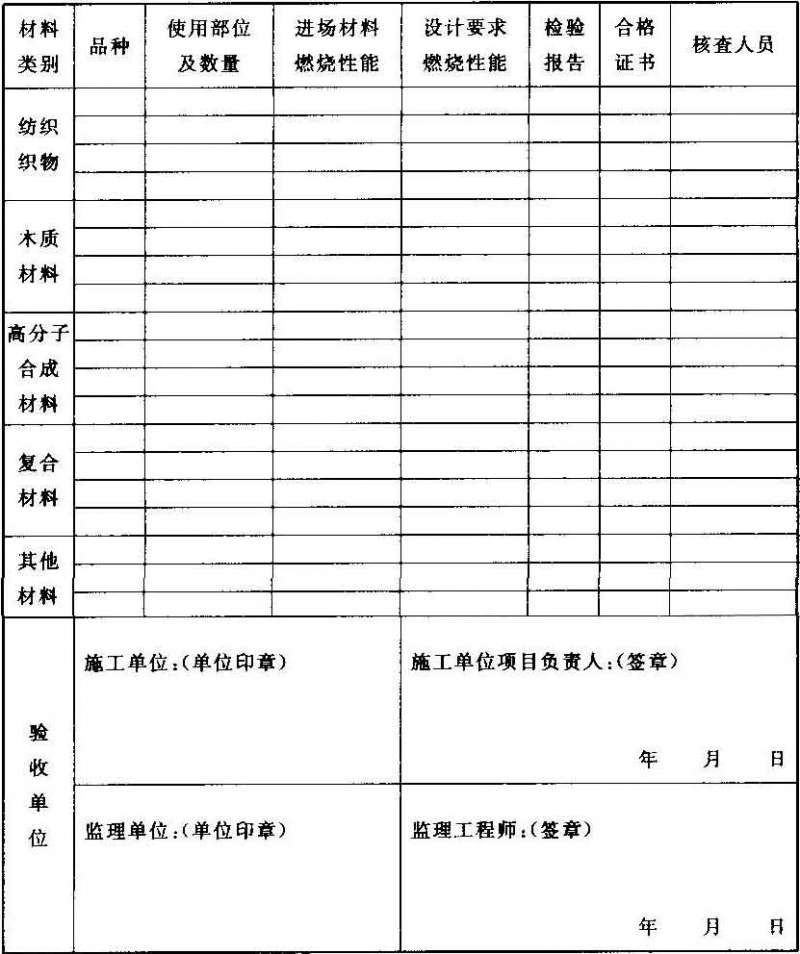 材料类别 品种 使用部位及数量 进场材料燃烧性能 设计要求燃烧性能 检验报告 合格证书 核查人员
纺织
织物
木质
材料
高分子
合成
材料
复合
材料
其他
材料
验收单位
施工单位:(单位印章) 施工单位项目负责人:(签章)
年 月 日
监理单位:(单位印章) 监理工程师:(签章)
年 月 日